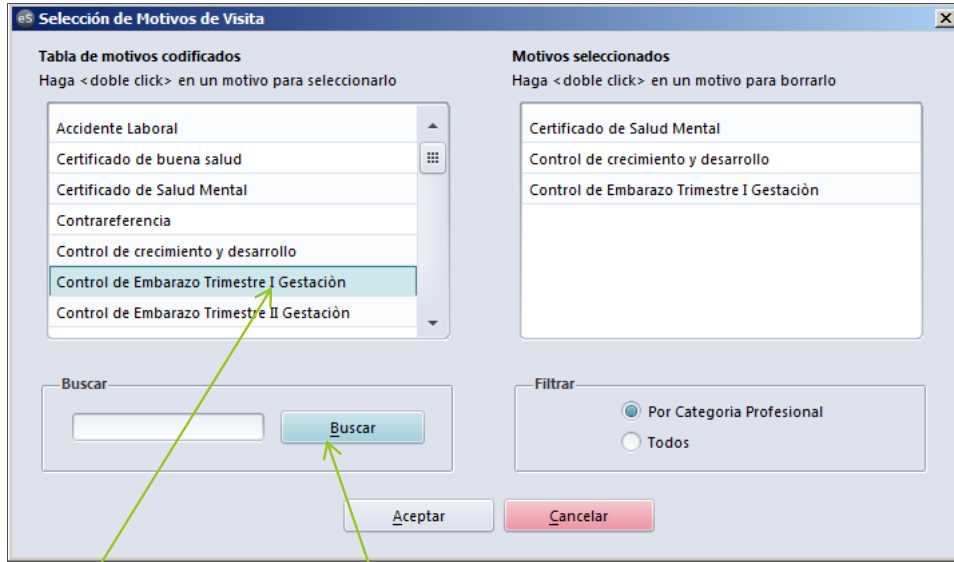 eS Selección de Motivos de Visita
Tabla de motivos codificados
Haga <doble click> en un motivo para seleccionarlo
Accidente Laboral
Certificado de buena salud
Certificado de Salud Mental
Contrareferencia
Control de crecimiento y desarrollo
Control de Embarazo Trimestre I Gestaciòn
Control de Embarazo Trimestre II Gestaciòn
Motivos seleccionados
Haga <doble click> en un motivo para borrarlo
Certificado de Salud Mental
Control de crecimiento y desarrollo
Control de Embarazo Trimestre I Gestaciòn
Buscar
Buscar
Filtrar
Por Categoria Profesional
Todos
Aceptar
Cancelar